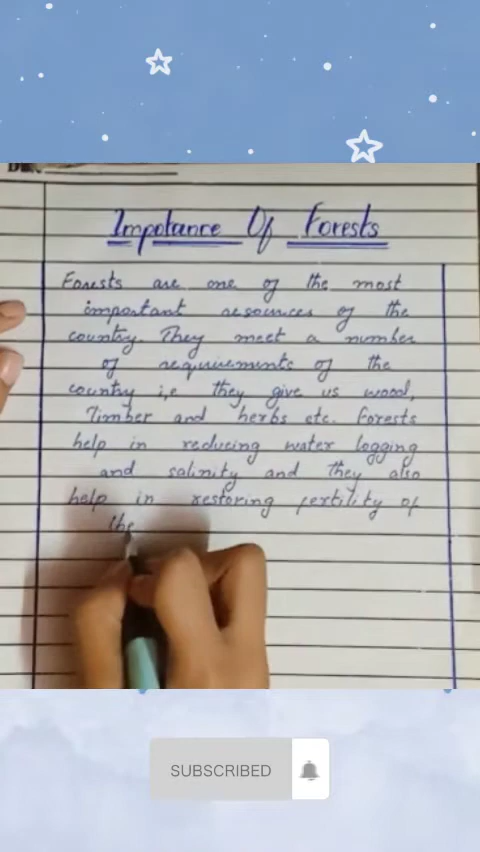 Impotance Of Forests
Forests are one of the most
important resources of the
country. They meet a number
of requirements of the
country i,e they give us wood,
Timber and herbs etc. Forests
help in reducing water logging
and salinity and they also
help in restoring fertility of
the
SUBSCRIBED